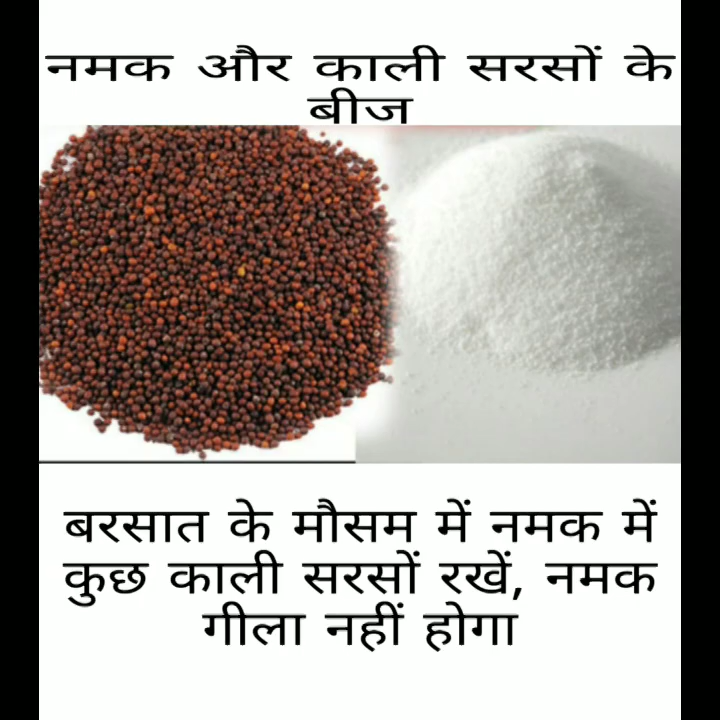 नमक और काली सरसों के
बीज
बरसात के मौसम में नमक में
कुछ काली सरसों रखें, नमक
गीला नहीं होगा